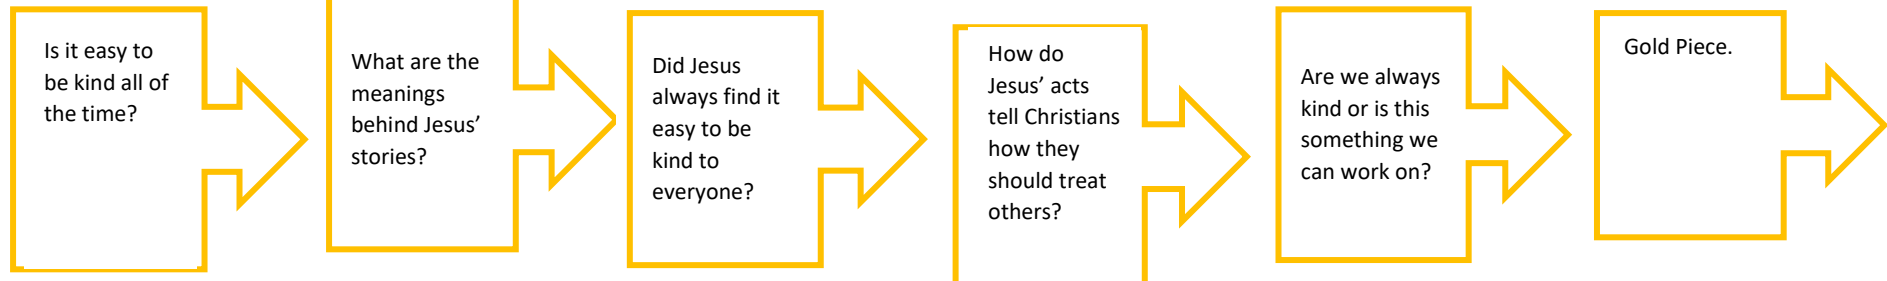 Is it easy to
be kind all of
the time?
What are the
meanings
behind Jesus’
stories?
Did Jesus
always find it
easy to be
kind to
everyone?
How do
Jesus’ acts
tell Christians
how they
should treat
others?
Are we always
kind or is this
something we
can work on?
Gold Piece.